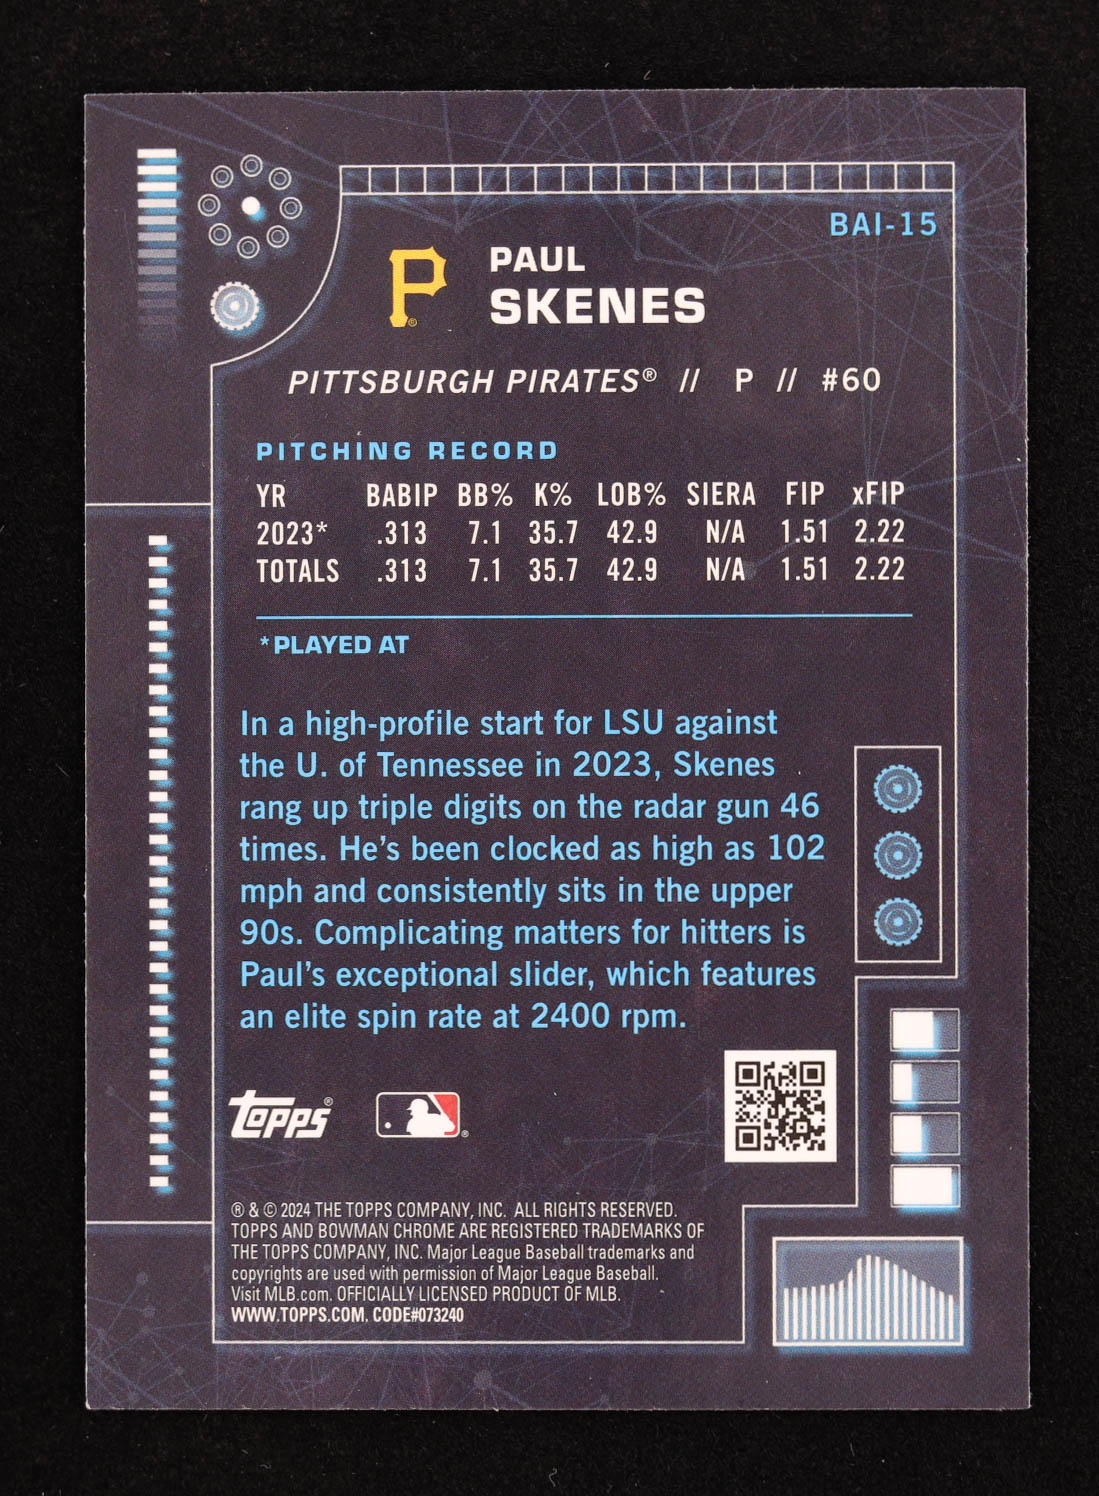 BAI-15
P
PAUL
SKENES
PITTSBURGH PIRATES® // P // #60
PITCHING RECORD
YR BABIP BB% K% LOB% SIERA FIP xFIP
2023* .313 7.1 35.7 42.9 N/A 1.51 2.22
TOTALS .313 7.1 35.7 42.9 N/A 1.51 2.22
*PLAYED AT
In a high-profile start for LSU against
the U. of Tennessee in 2023, Skenes
rang up triple digits on the radar gun 46
times. He's been clocked as high as 102
mph and consistently sits in the upper
90s. Complicating matters for hitters is
Paul's exceptional slider, which features
an elite spin rate at 2400 rpm.
topps®
® & © 2024 THE TOPPS COMPANY, INC. ALL RIGHTS RESERVED.
TOPPS AND BOWMAN CHROME ARE REGISTERED TRADEMARKS OF
THE TOPPS COMPANY, INC. Major League Baseball trademarks and
copyrights are used with permission of Major League Baseball.
Visit MLB.com. OFFICIALLY LICENSED PRODUCT OF MLB.
WWW.TOPPS.COM. CODE#073240